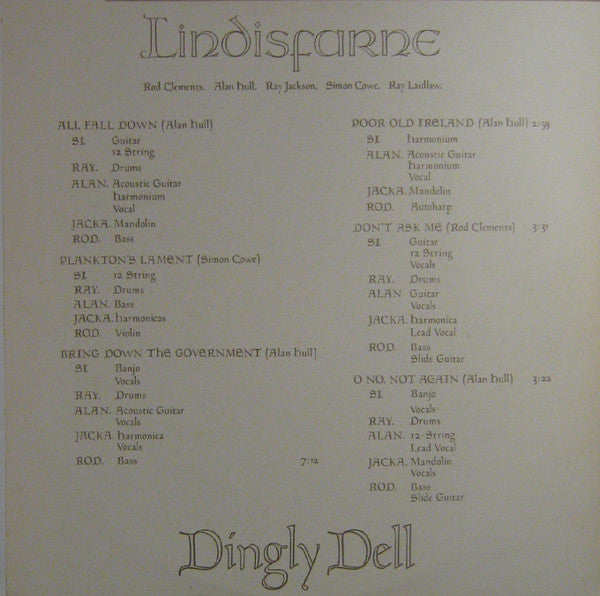 Lindisfarne
Rod Clements. Alan Hull. Ray Jackson. Simon Cowe. Ray Laidlaw.
ALL FALL DOWN (Alan Hull)
SI. Guitar
12 String
RAY. Drums
ALAN. Acoustic Guitar
Harmonium
Vocal
JACKA. Mandolin
ROD. Bass
PLANKTON'S LAMENT (Simon Cowe)
SI. 12 String
RAY. Drums
ALAN. Bass
JACKA. Harmonicas
ROD. Violin
BRING DOWN THE GOVERNMENT (Alan Hull)
SI. Banjo
Vocals
RAY. Drums
ALAN. Acoustic Guitar
Vocals
JACKA. Harmonica
Vocals
ROD. Bass 7:12
POOR OLD IRELAND (Alan Hull) 2:59
SI. Harmonium
ALAN. Acoustic Guitar
Harmonium
Vocal
JACKA. Mandolin
ROD. Autoharp
DON'T ASK ME (Rod Clements) 3:31
SI. Guitar
12 String
Vocals
RAY. Drums
ALAN Guitar
Vocals
JACKA. Harmonica
Lead Vocal
ROD. Bass
Slide Guitar
O NO, NOT AGAIN (Alan Hull) 3:22
SI. Banjo
Vocals
RAY. Drums
ALAN. 12-String
Lead Vocal
JACKA. Mandolin
Vocals
ROD. Bass
Slide Guitar
Dingly Dell